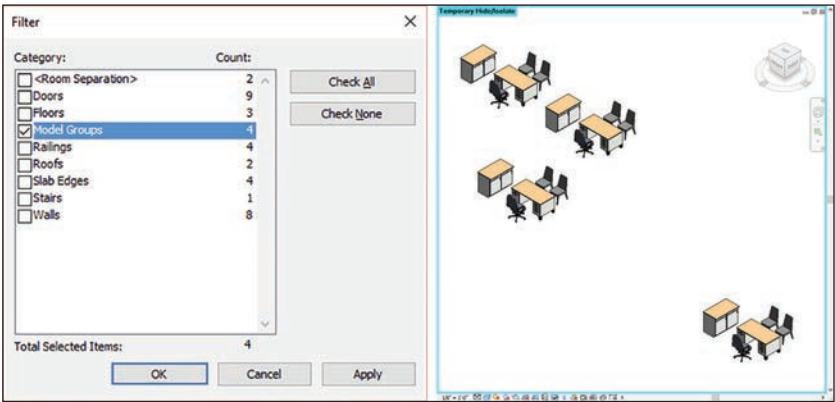 Filter
Category: Count:
<Room Separation> 2
Doors 9
Floors 3
Model Groups 4
Railings 4
Roofs 2
Slab Edges 4
Stairs 1
Walls 8
Check All
Check None
Total Selected Items: 4
OK Cancel Apply
Temporary Hide/Isolate